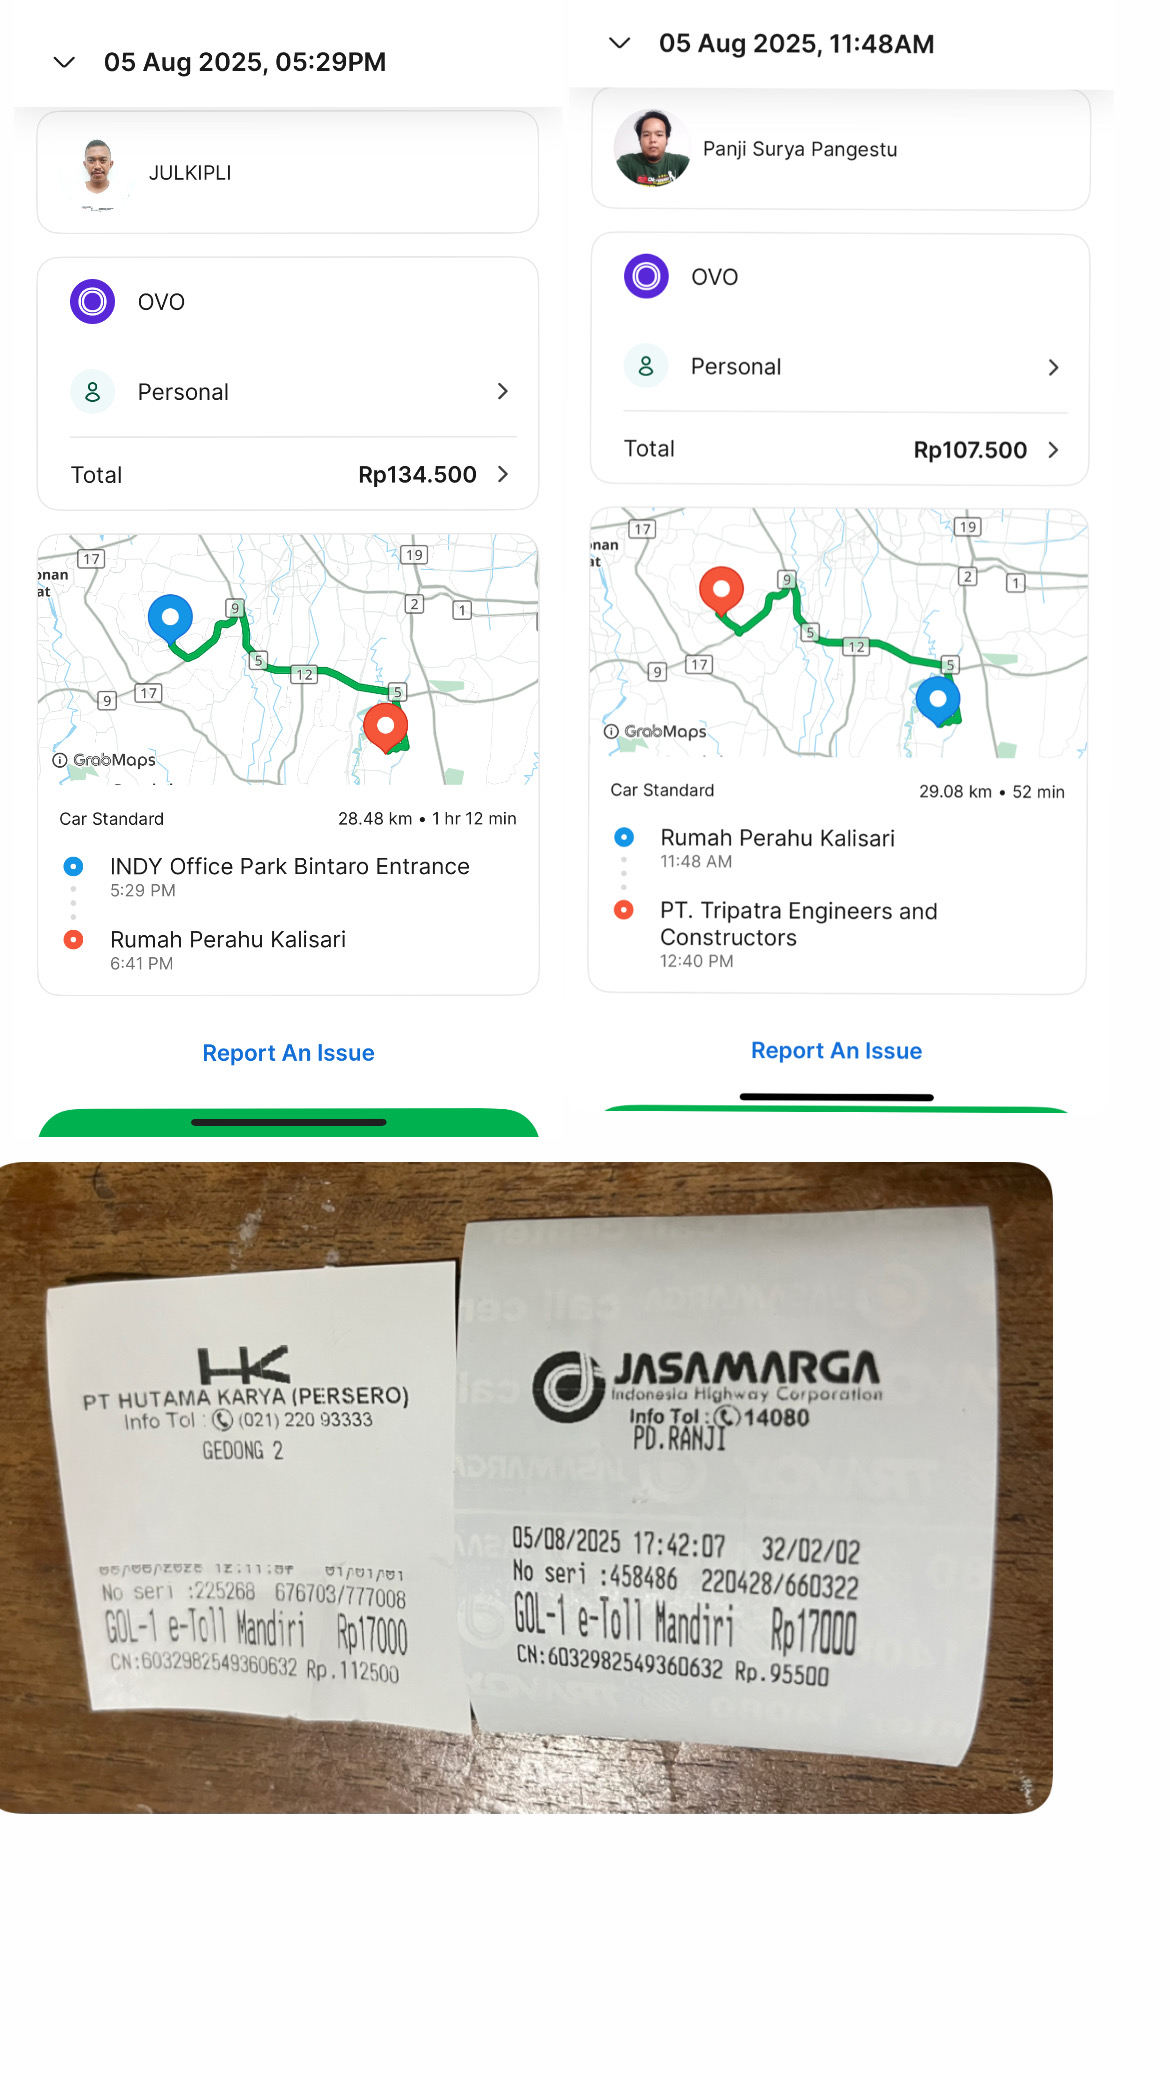 05 Aug 2025, 05:29PM
JULKIPLI
OVO
Personal
Total Rp134.500
17
19
onan
at
9
2
1
5
12
5
9
17
GrabMaps
Car Standard 28.48 km • 1 hr 12 min
INDY Office Park Bintaro Entrance
5:29 PM
Rumah Perahu Kalisari
6:41 PM
Report An Issue
05 Aug 2025, 11:48AM
Panji Surya Pangestu
OVO
Personal
Total Rp107.500
17
19
nan
at
9
2
1
5
12
5
9
17
GrabMaps
Car Standard 29.08 km • 52 min
Rumah Perahu Kalisari
11:48 AM
PT. Tripatra Engineers and
Constructors
12:40 PM
Report An Issue
HK
PT HUTAMA KARYA (PERSERO)
Info Tol : (021) 220 93333
GEDONG 2
No seri :225268 676703/777008
GOL-1 e-Toll Mandiri Rp17000
CN:6032982549360632 Rp.112500
JASAMARGA
Indonesia Highway Corporation
Info Tol : 14080
PD.RANJI
05/08/2025 17:42:07 32/02/02
No seri :458486 220428/660322
GOL-1 e-Toll Mandiri Rp17000
CN:6032982549360632 Rp.95500